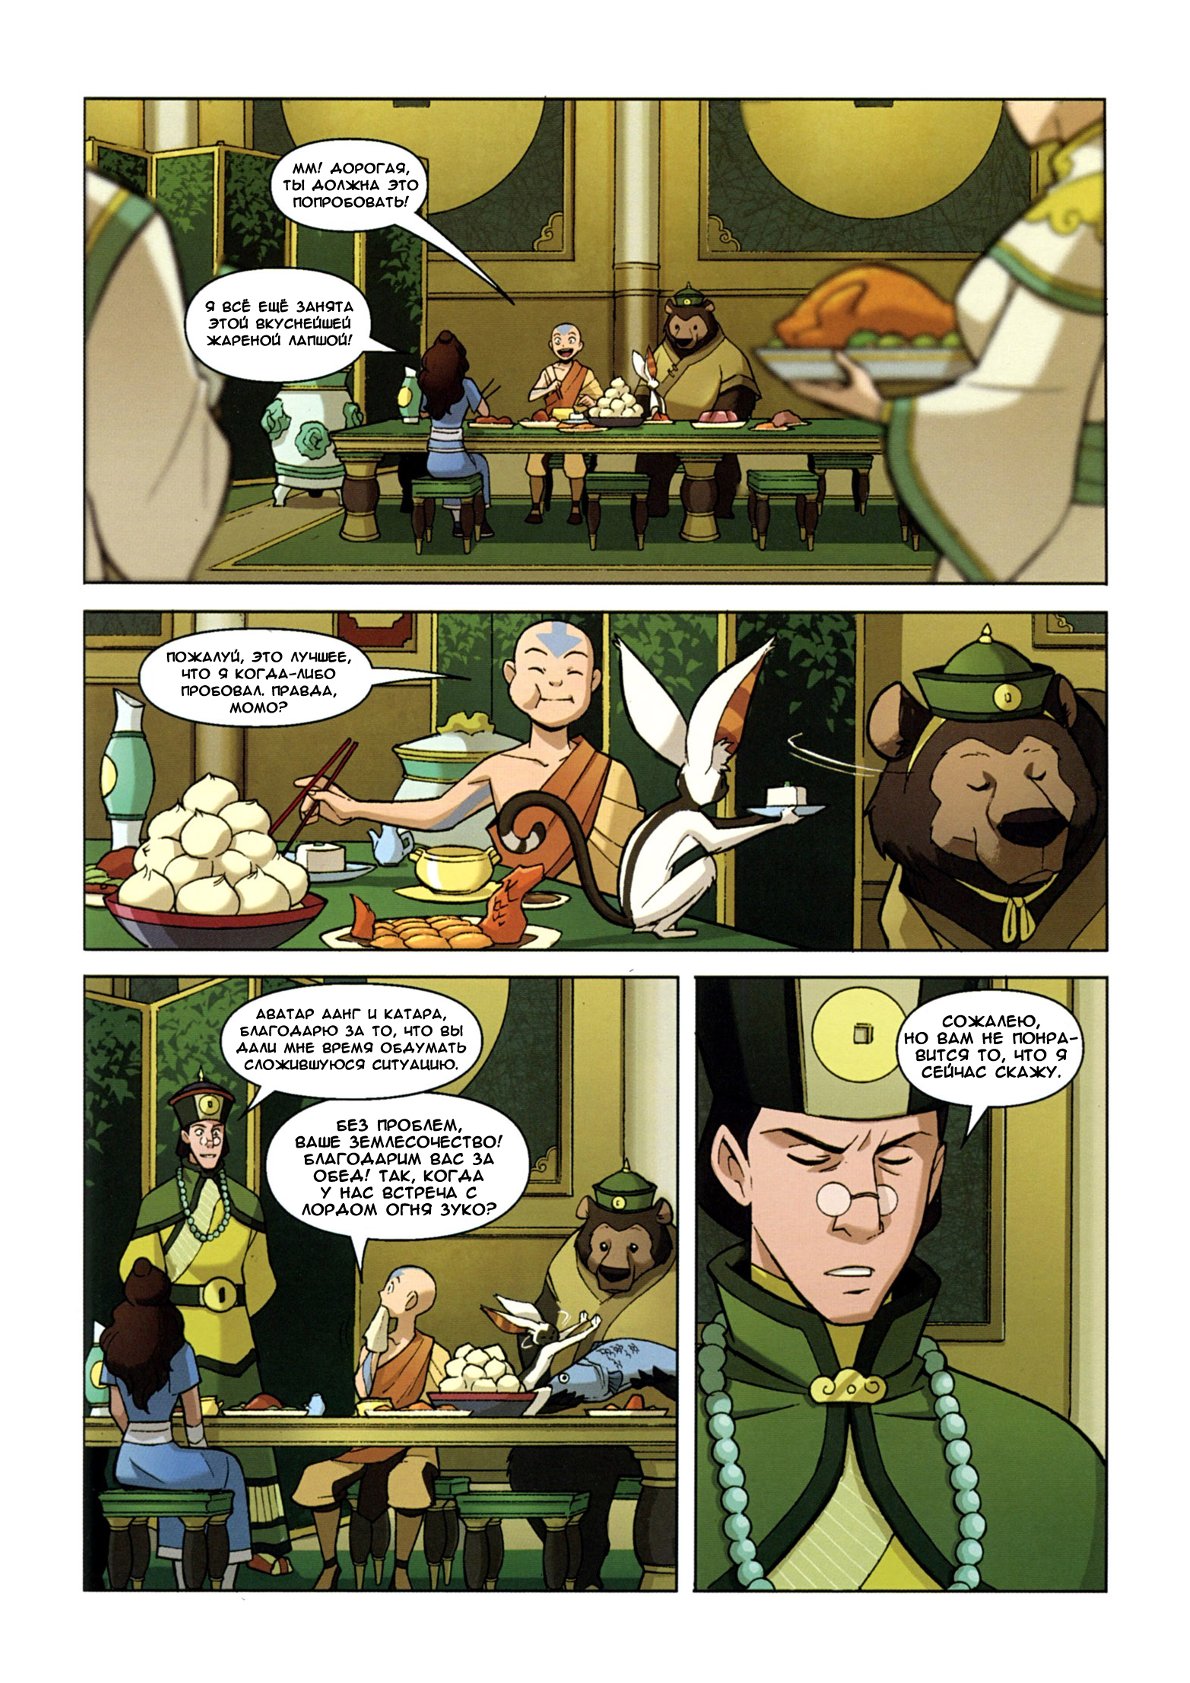 ММ! ДОРОГАЯ,
ТЫ ДОЛЖНА ЭТО
ПОПРОБОВАТЬ!
Я ВСЁ ЕЩЁ ЗАНЯТА
ЭТОЙ ВКУСНЕЙШЕЙ
ЖАРЕНОЙ ЛАПШОЙ!
ПОЖАЛУЙ, ЭТО ЛУЧШЕЕ,
ЧТО Я КОГДА-ЛИБО
ПРОБОВАЛ. ПРАВДА,
МОМО?
АВАТАР ААНГ И КАТАРА,
БЛАГОДАРЮ ЗА ТО, ЧТО ВЫ
ДАЛИ МНЕ ВРЕМЯ ОБДУМАТЬ
СЛОЖИВШУЮСЯ СИТУАЦИЮ.
БЕЗ ПРОБЛЕМ,
ВАШЕ ЗЕМЛЕСОЧЕСТВО!
БЛАГОДАРИМ ВАС ЗА
ОБЕД! ТАК, КОГДА
У НАС ВСТРЕЧА С
ЛОРДОМ ОГНЯ ЗУКО?
СОЖАЛЕЮ,
НО ВАМ НЕ ПОНРА-
ВИТСЯ ТО, ЧТО Я
СЕЙЧАС СКАЖУ.